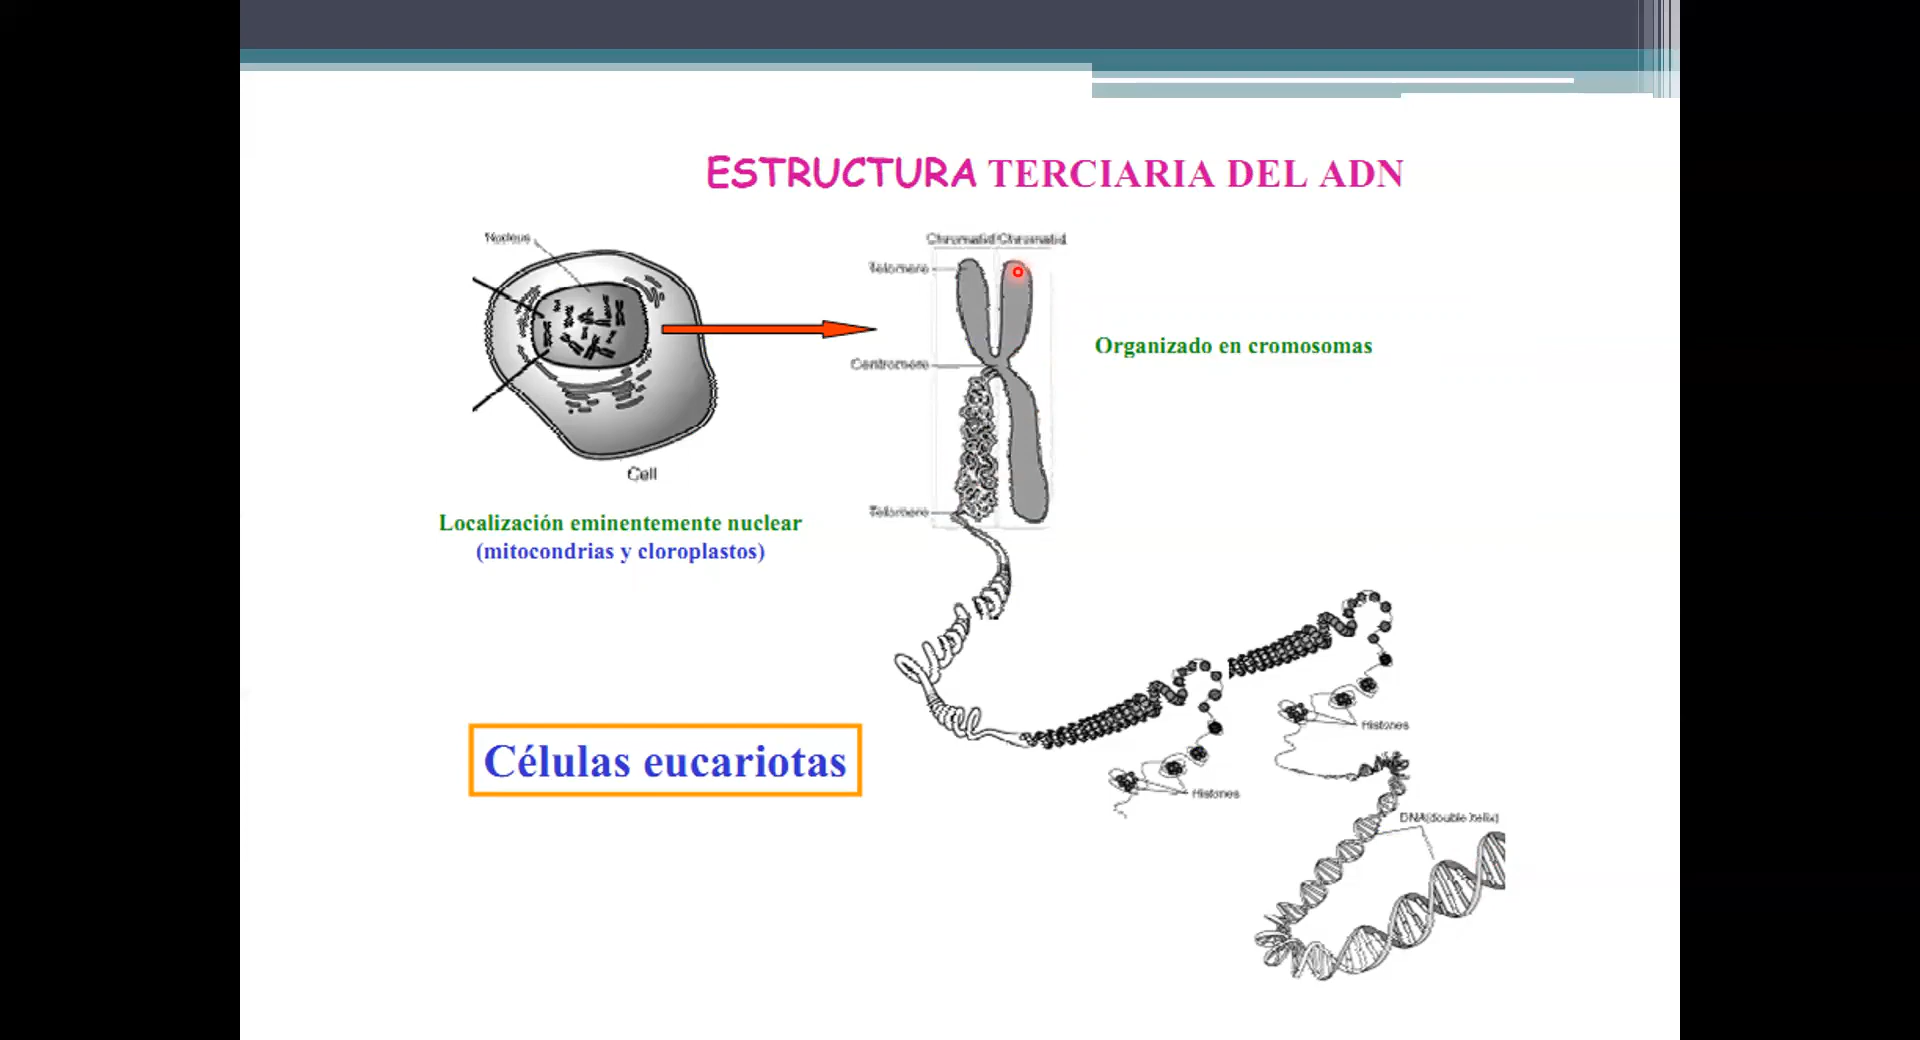 ESTRUCTURA TERCIARIA DEL ADN
Nucleus
Chromatid Chromatid
Telomere
Organizado en cromosomas
Centromere
Cell
Telomere
Localización eminentemente nuclear
(mitocondrias y cloroplastos)
Histones
Células eucariotas
Histones
DNA(double helix)